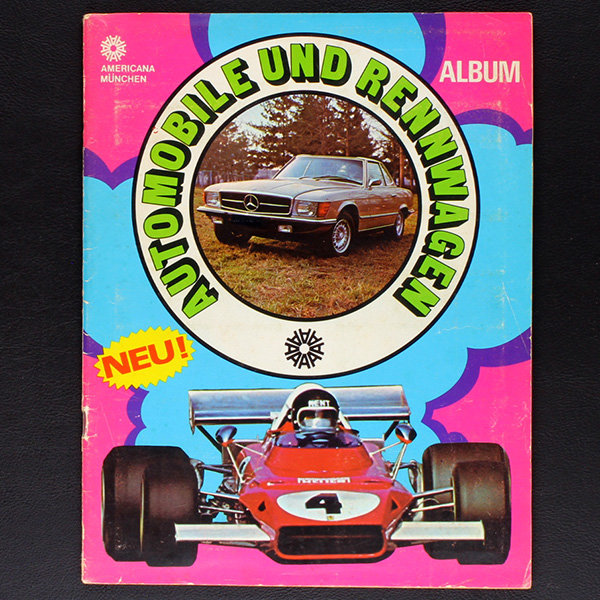 AMERICANA
MÜNCHEN
ALBUM
AUTOMOBILE UND RENNWAGEN
NEU!
4